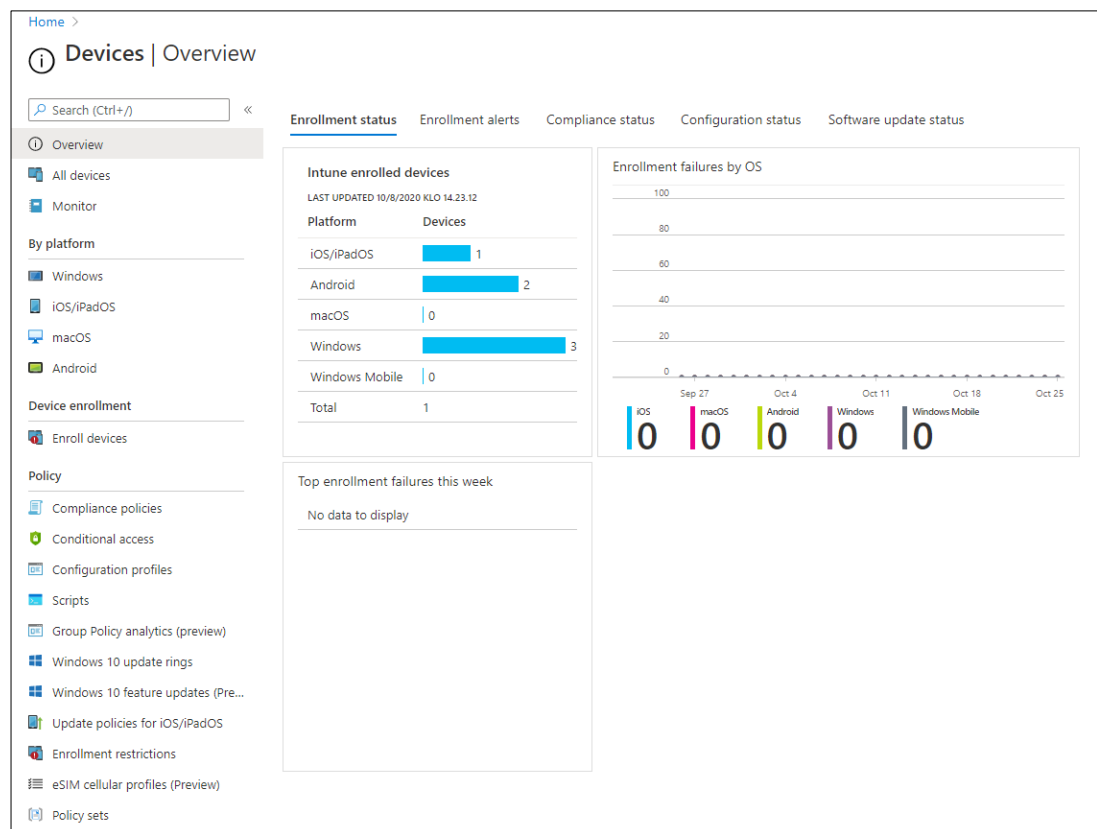 Home >
Devices | Overview
Search (Ctrl+/)
«
Overview
All devices
Monitor
By platform
Windows
iOS/iPadOS
macOS
Android
Device enrollment
Enroll devices
Policy
Compliance policies
Conditional access
Configuration profiles
Scripts
Group Policy analytics (preview)
Windows 10 update rings
Windows 10 feature updates (Pre...
Update policies for iOS/iPadOS
Enrollment restrictions
eSIM cellular profiles (Preview)
Policy sets
Enrollment status Enrollment alerts Compliance status Configuration status Software update status
Intune enrolled devices
LAST UPDATED 10/8/2020 KLO 14.23.12
Platform Devices
iOS/iPadOS 1
Android 2
macOS 0
Windows 3
Windows Mobile 0
Total 1
Enrollment failures by OS
100
80
60
40
20
0
Sep 27 Oct 4 Oct 11 Oct 18 Oct 25
iOS macOS Android Windows Windows Mobile
0 0 0 0 0
Top enrollment failures this week
No data to display